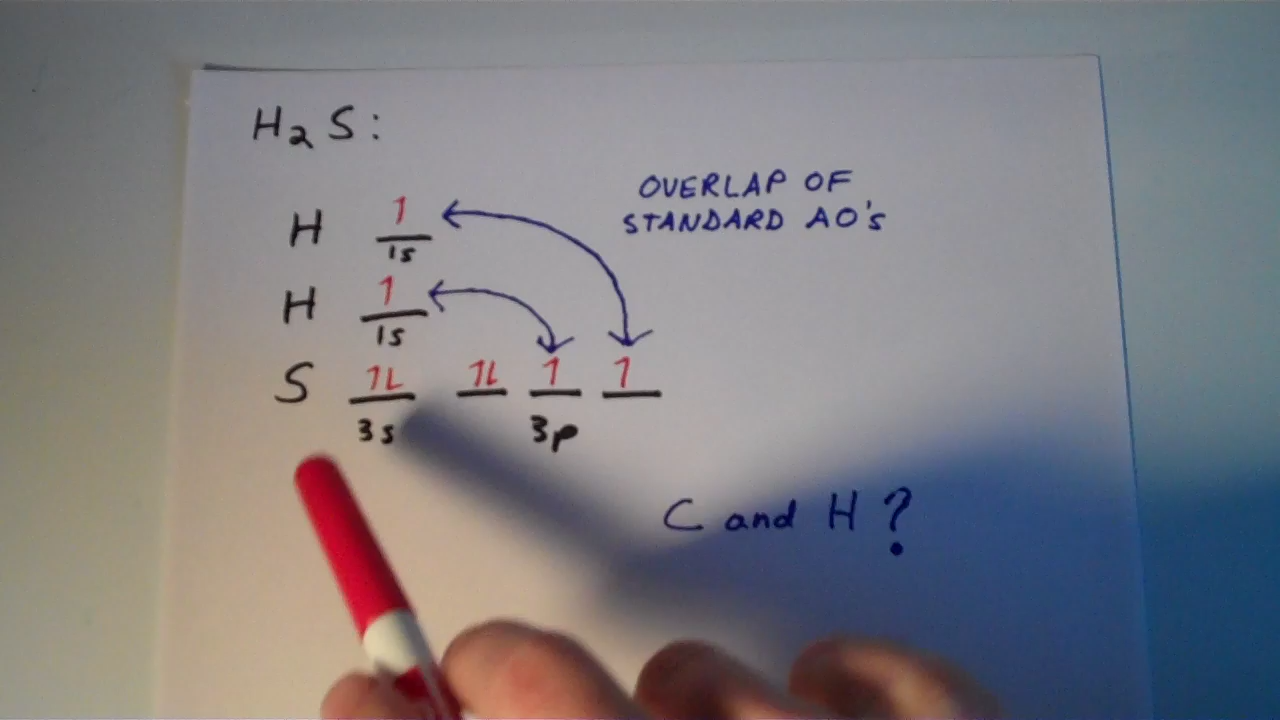 H₂S:
OVERLAP OF
STANDARD AO's
H 1
1s
H 1
1s
S 1L 1L 1 1
3s 3p
C and H?